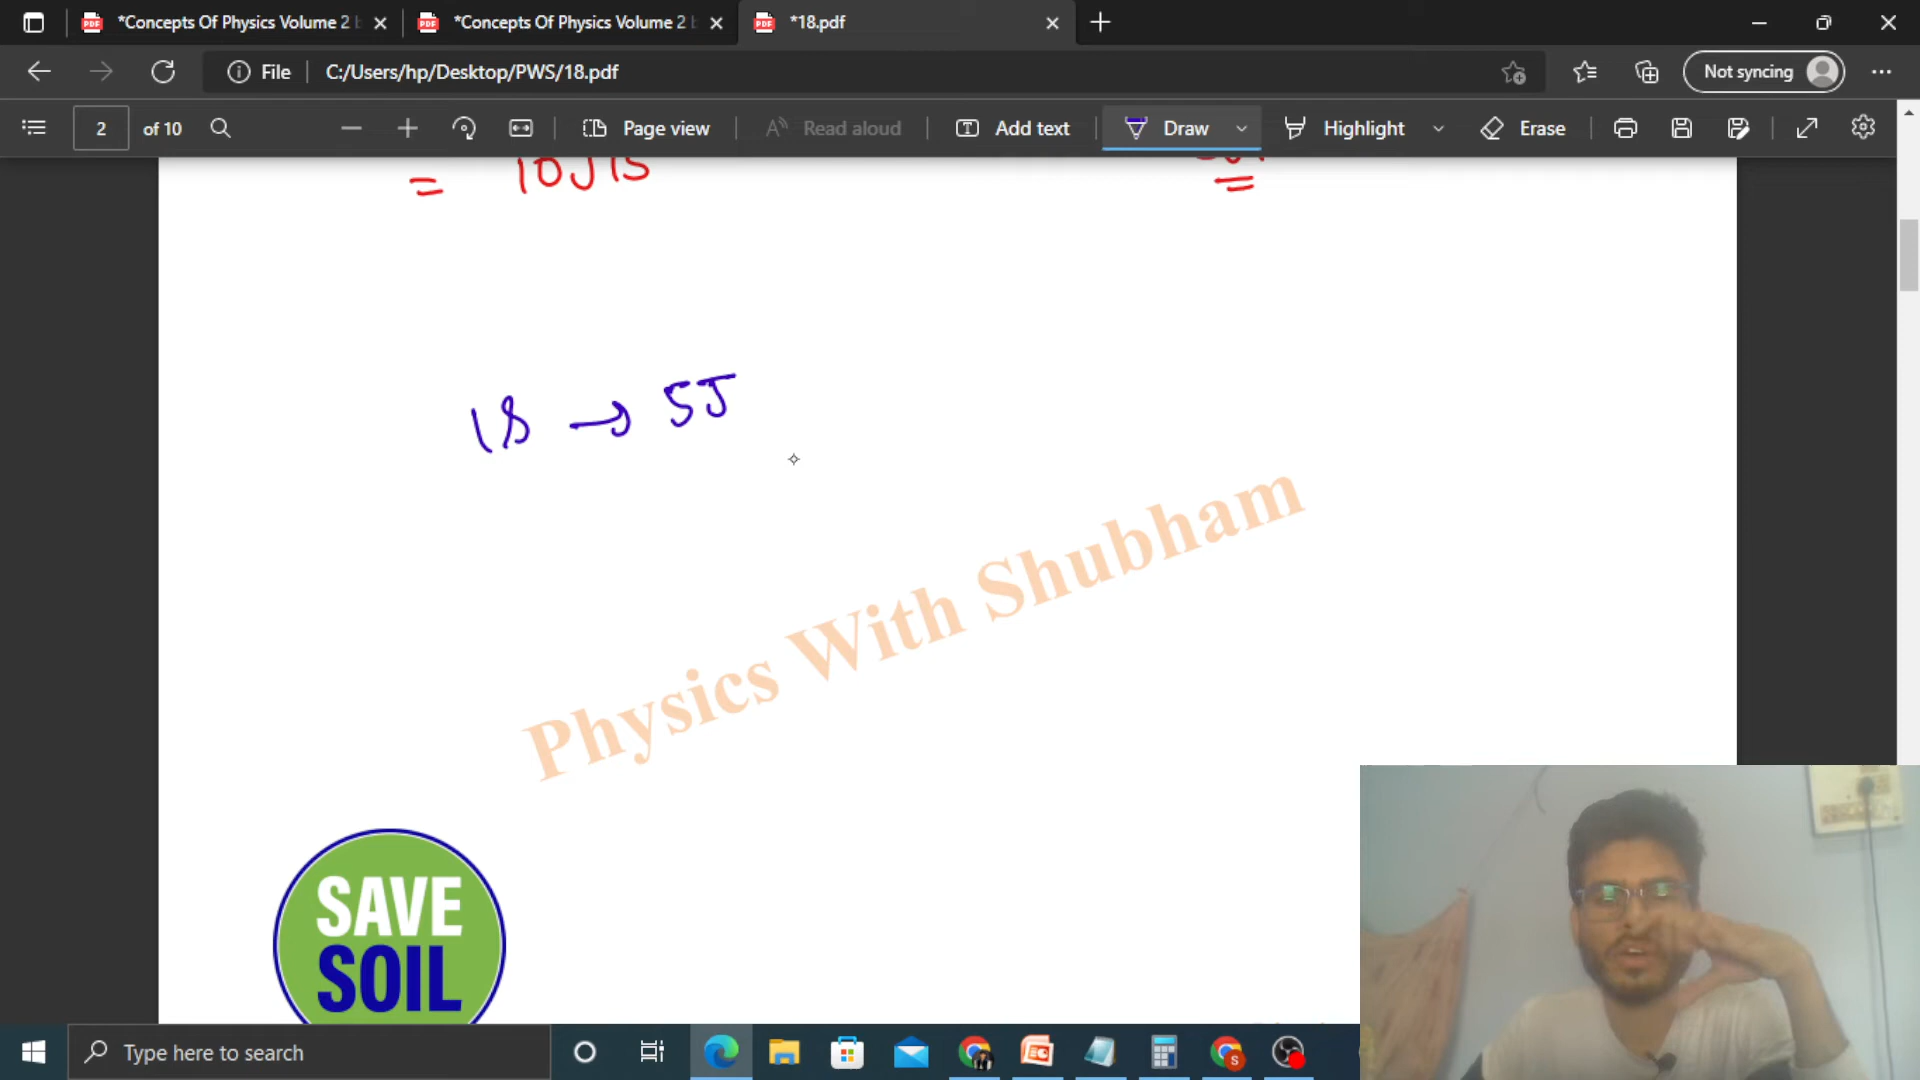 *Concepts Of Physics Volume 2 b
*Concepts Of Physics Volume 2 b
*18.pdf
File
C:/Users/hp/Desktop/PWS/18.pdf
Not syncing
2 of 10
Page view
Read aloud
Add text
Draw
Highlight
Erase
= 10J/s
=
1s → 5J
Physics With Shubham
SAVE
SOIL
Type here to search